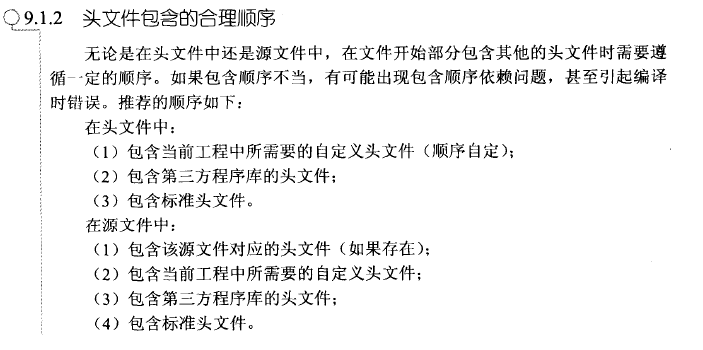 9.1.2 头文件包含的合理顺序
无论是在头文件中还是源文件中，在文件开始部分包含其他的头文件时需要遵
循一定的顺序。如果包含顺序不当，有可能出现包含顺序依赖问题，甚至引起编译
时错误。推荐的顺序如下：
在头文件中：
（1）包含当前工程中所需要的自定义头文件（顺序自定）；
（2）包含第三方程序库的头文件；
（3）包含标准头文件。
在源文件中：
（1）包含该源文件对应的头文件（如果存在）；
（2）包含当前工程中所需要的自定义头文件；
（3）包含第三方程序库的头文件；
（4）包含标准头文件。